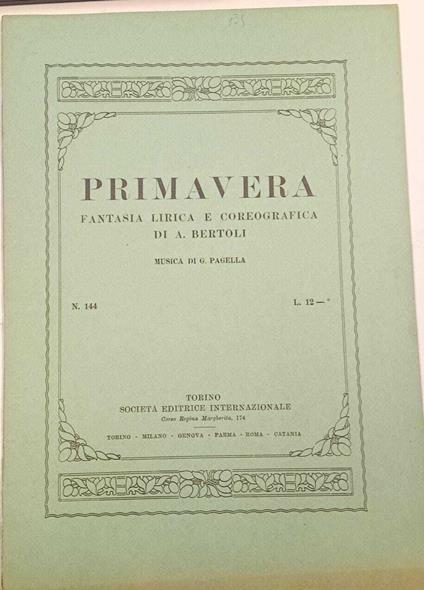 PRIMAVERA
FANTASIA LIRICA E COREOGRAFICA
DI A. BERTOLI
MUSICA DI G. PAGELLA
N. 144 L. 12 —
TORINO
SOCIETÀ EDITRICE INTERNAZIONALE
Corso Regina Margherita, 174
TORINO - MILANO - GENOVA - PARMA - ROMA - CATANIA